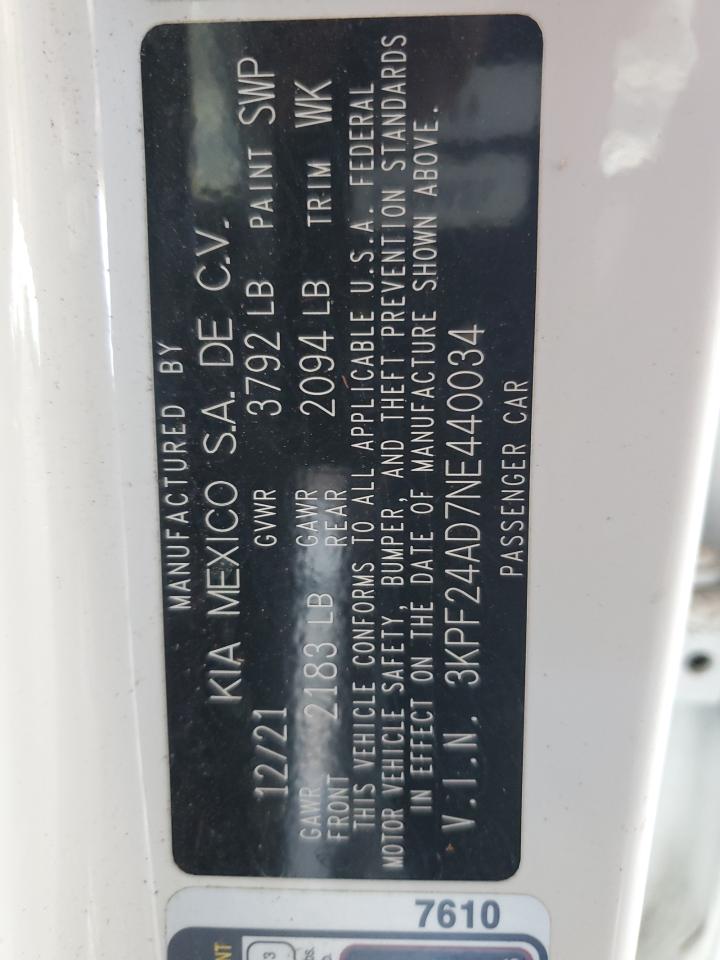 MANUFACTURED BY
KIA MEXICO S.A. DE C.V.
12/21 GVWR 3792 LB PAINT SWP
GAWR FRONT 2183 LB GAWR REAR 2094 LB TRIM WK
THIS VEHICLE CONFORMS TO ALL APPLICABLE U.S.A. FEDERAL
MOTOR VEHICLE SAFETY, BUMPER, AND THEFT PREVENTION STANDARDS
IN EFFECT ON THE DATE OF MANUFACTURE SHOWN ABOVE.
V.I.N. 3KPF24AD7NE440034
PASSENGER CAR
7610